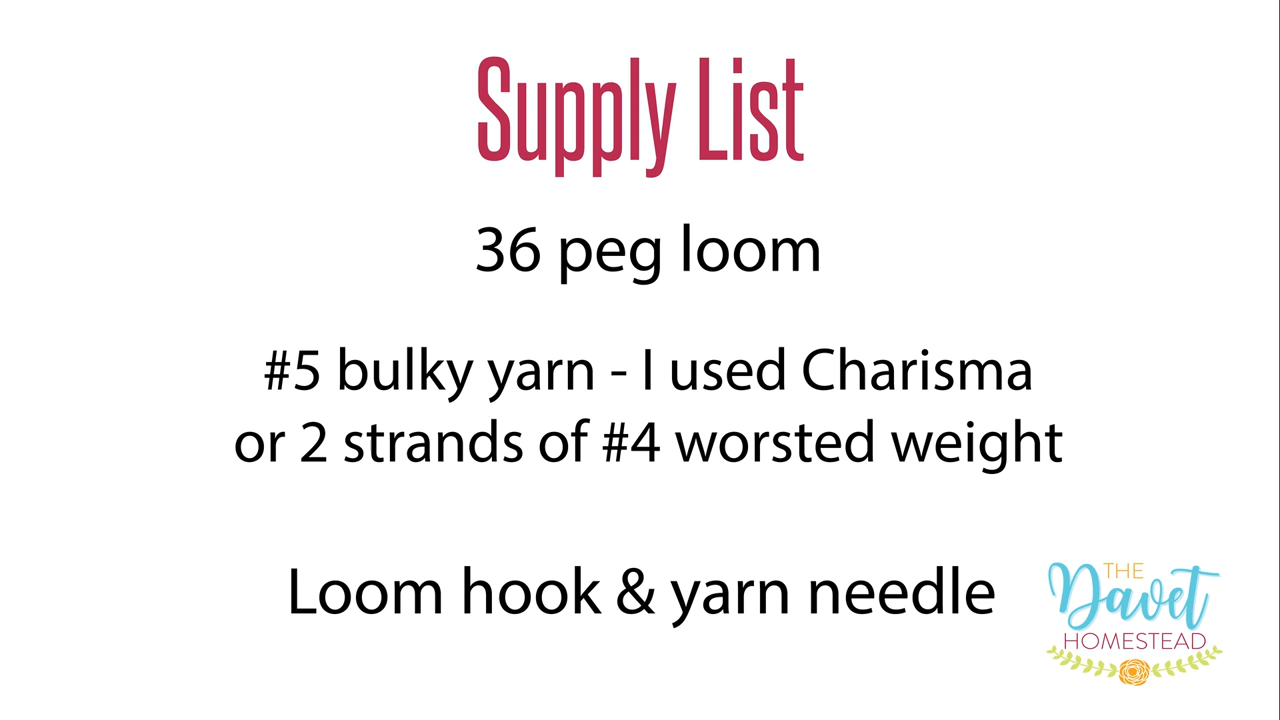 Supply List
36 peg loom
#5 bulky yarn - I used Charisma
or 2 strands of #4 worsted weight
Loom hook & yarn needle
THE
Davet
HOMESTEAD